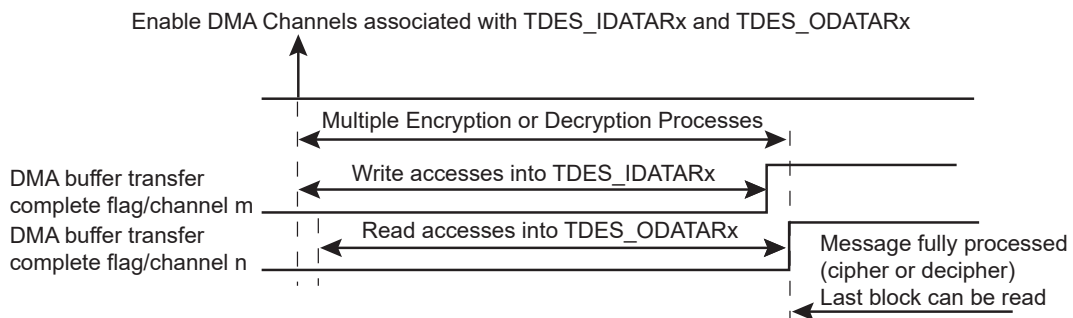 Enable DMA Channels associated with TDES_IDATARx and TDES_ODATARx
Multiple Encryption or Decryption Processes
DMA buffer transfer
complete flag/channel m
Write accesses into TDES_IDATARx
DMA buffer transfer
complete flag/channel n
Read accesses into TDES_ODATARx
Message fully processed
(cipher or decipher)
Last block can be read